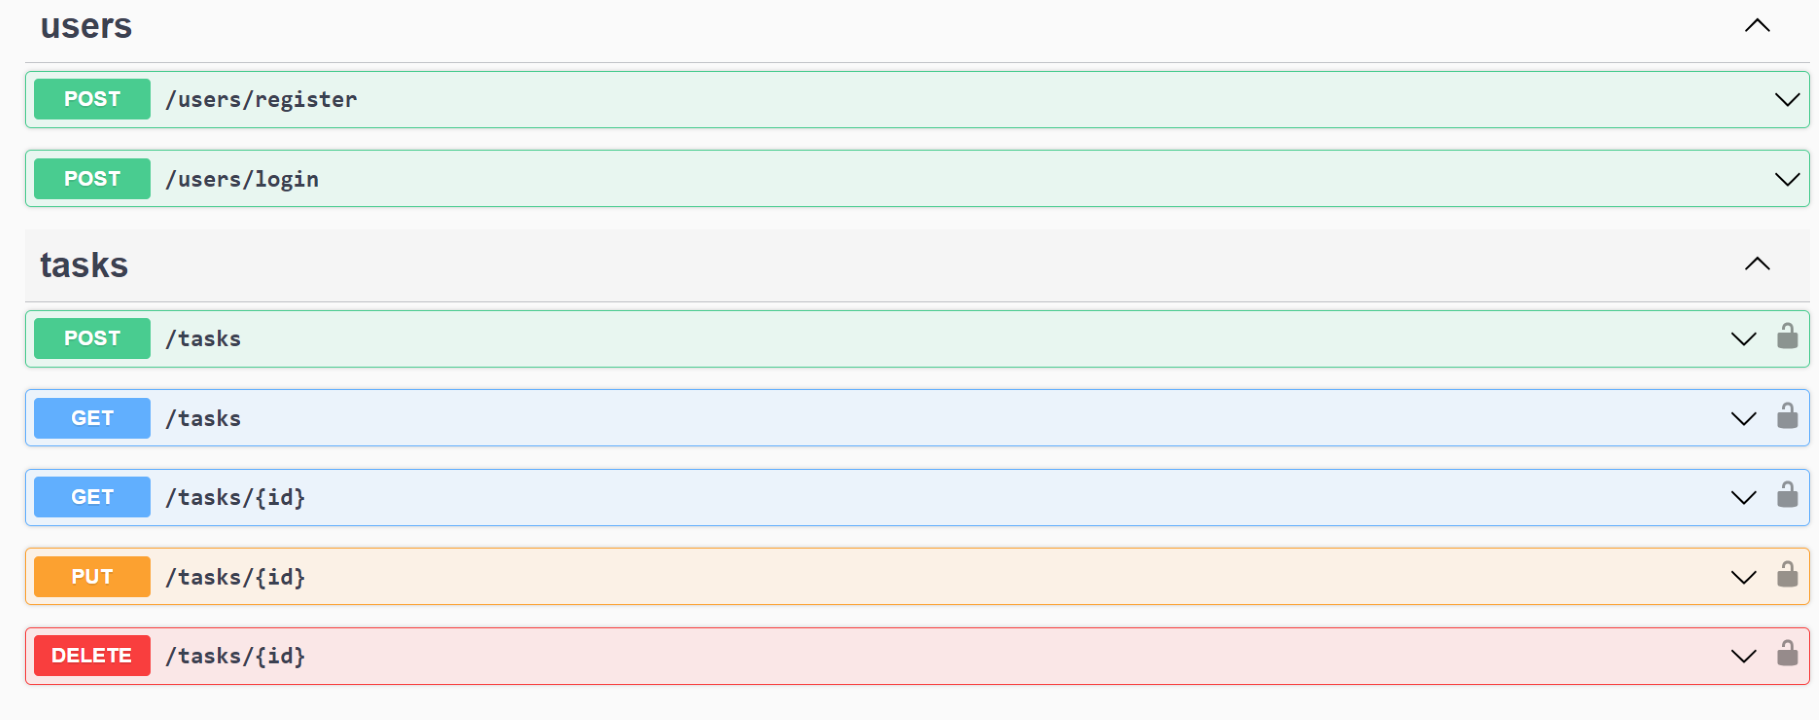 users
POST /users/register
POST /users/login
tasks
POST /tasks
GET /tasks
GET /tasks/{id}
PUT /tasks/{id}
DELETE /tasks/{id}